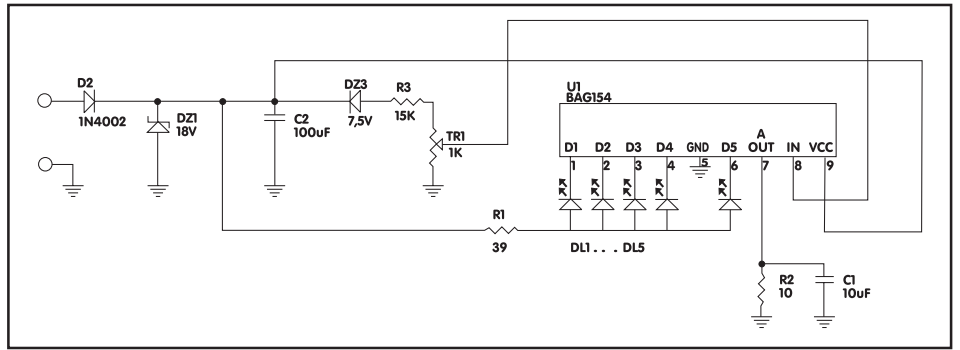 D2
1N4002
DZ1
18V
C2
100uF
DZ3
7,5V
R3
15K
TR1
1K
U1
BAG154
D1 D2 D3 D4 GND D5 A OUT IN VCC
1 2 3 4 5 6 7 8 9
R1
39
DL1 . . . DL5
R2
10
C1
10uF